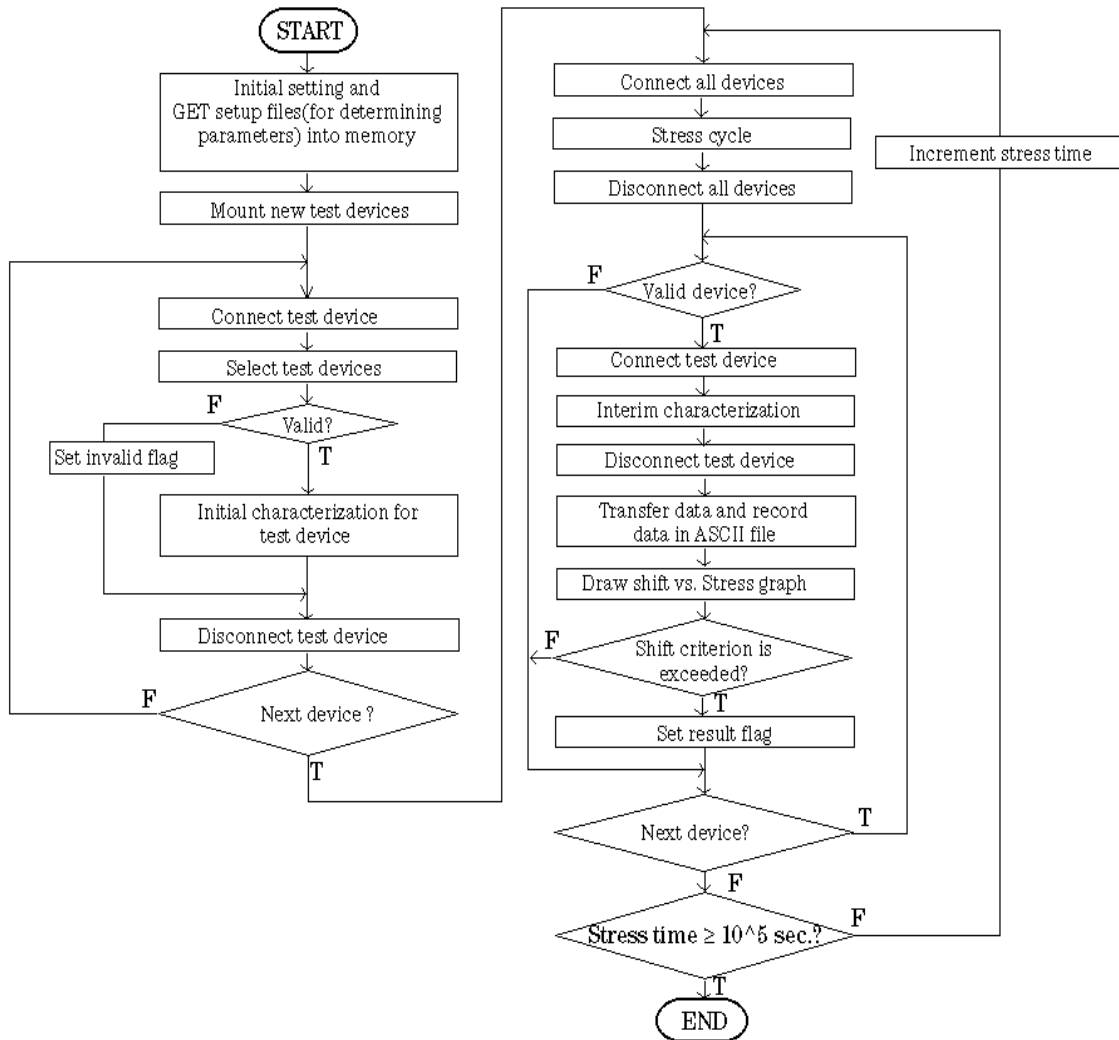 START
Initial setting and
GET setup files(for determining
parameters) into memory
Mount new test devices
Connect test device
Select test devices
F
Valid?
T
Set invalid flag
Initial characterization for
test device
Disconnect test device
F
Next device ?
T
Connect all devices
Stress cycle
Disconnect all devices
Increment stress time
F
Valid device?
T
Connect test device
Interim characterization
Disconnect test device
Transfer data and record
data in ASCII file
Draw shift vs. Stress graph
F
Shift criterion is
exceeded?
T
Set result flag
Next device?
T
F
Stress time ≥ 10^5 sec.?
F
T
END